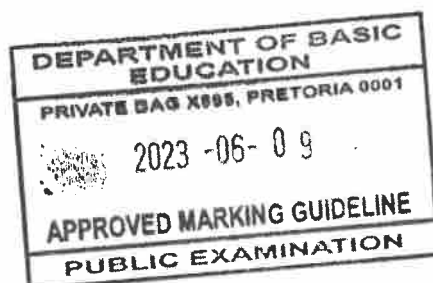 DEPARTMENT OF BASIC
EDUCATION
PRIVATE BAG X895, PRETORIA 0001
2023 -06- 09
APPROVED MARKING GUIDELINE
PUBLIC EXAMINATION